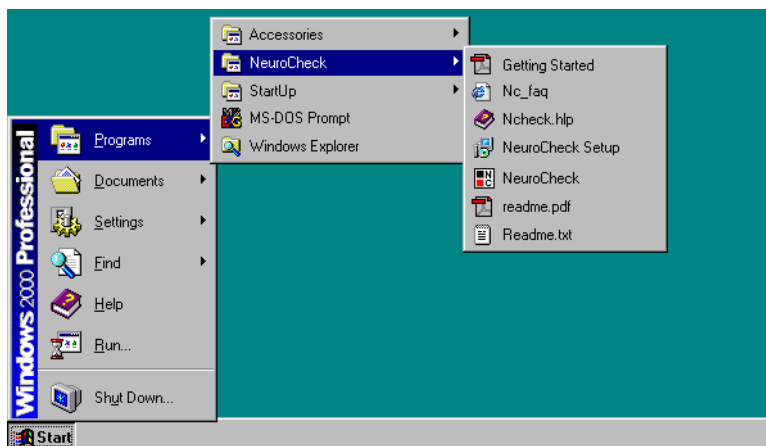 Accessories
NeuroCheck
StartUp
MS-DOS Prompt
Windows Explorer
Getting Started
Nc_faq
Ncheck.hlp
NeuroCheck Setup
NeuroCheck
readme.pdf
Readme.txt
Windows 2000 Professional
Programs
Documents
Settings
Find
Help
Run...
Shut Down...
Start